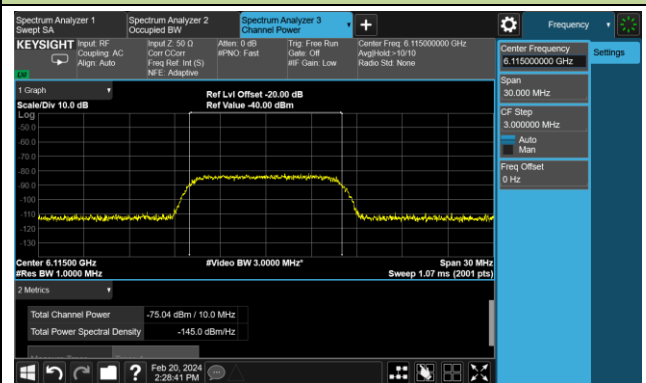 Spectrum Analyzer 1
Swept SA
Spectrum Analyzer 2
Occupied BW
Spectrum Analyzer 3
Channel Power
Frequency
KEYSIGHT
Input: RF
Coupling: AC
Align: Auto
Input Z: 50 Ω
Corr CCorr
Freq Ref: Int (S)
NFE: Adaptive
Atten: 0 dB
#PNO: Fast
Trig: Free Run
Gate: Off
#IF Gain: Low
Center Freq: 6.115000000 GHz
Avg|Hold:>10/10
Radio Std: None
Center Frequency
6.115000000 GHz
Settings
Span
30.000 MHz
CF Step
3.000000 MHz
Auto
Man
Freq Offset
0 Hz
1 Graph
Scale/Div 10.0 dB
Ref Lvl Offset -20.00 dB
Ref Value -40.00 dBm
Log
-50.0
-60.0
-70.0
-80.0
-90.0
-100
-110
-120
-130
Center 6.11500 GHz
#Video BW 3.0000 MHz*
Span 30 MHz
#Res BW 1.0000 MHz
Sweep 1.07 ms (2001 pts)
2 Metrics
Total Channel Power -75.04 dBm / 10.0 MHz
Total Power Spectral Density -145.0 dBm/Hz
Feb 20, 2024
2:28:41 PM